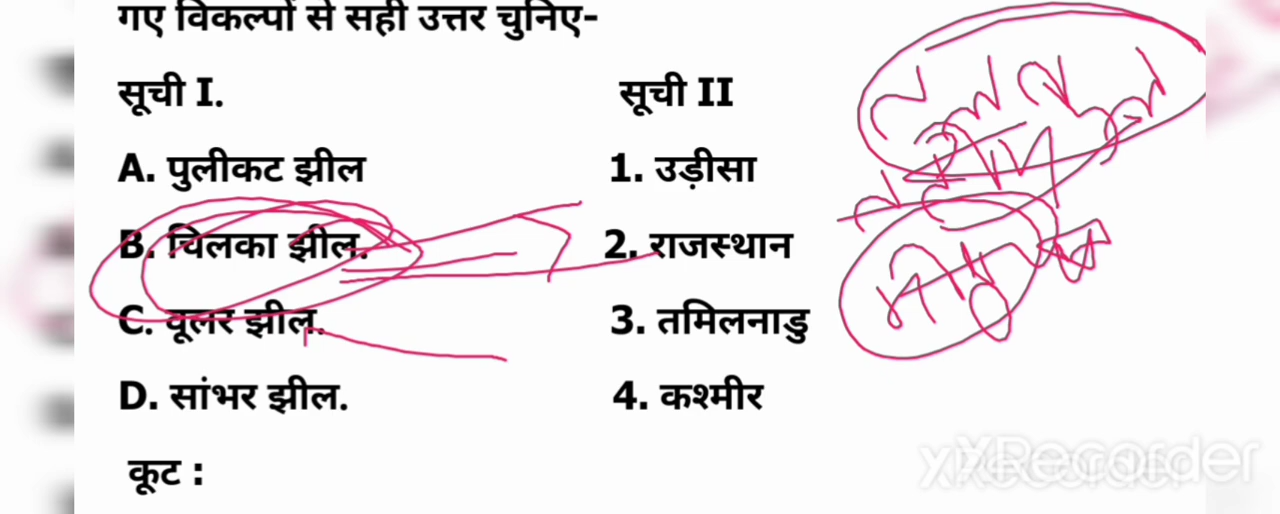 गए विकल्पों से सही उत्तर चुनिए-
सूची I. सूची II
A. पुलीकट झील 1. उड़ीसा
B. चिलका झील. 2. राजस्थान
C. वूलर झील. 3. तमिलनाडु
D. सांभर झील. 4. कश्मीर
कूट :
XRecorder